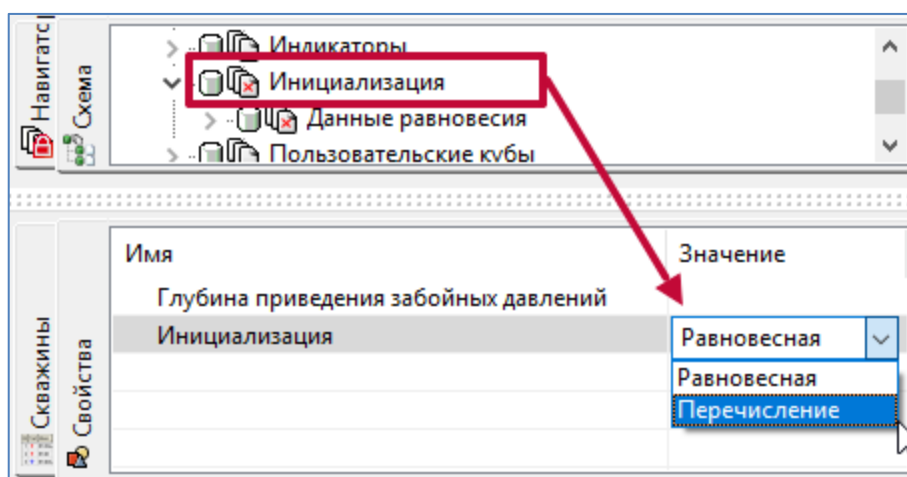 Навигатс
Схема
Индикаторы
Инициализация
Данные равновесия
Пользовательские кубы
Скважины
Свойства
Имя
Значение
Глубина приведения забойных давлений
Инициализация
Равновесная
Равновесная
Перечисление